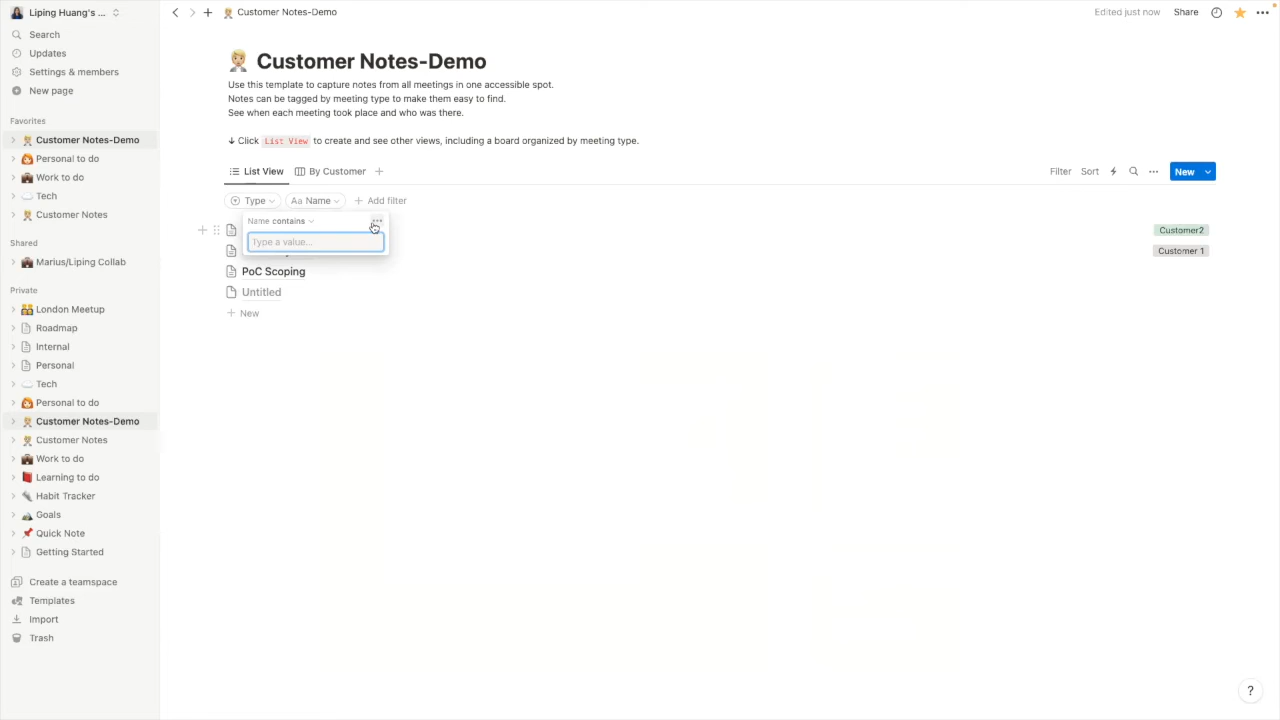 Liping Huang's ...
Search
Updates
Settings & members
New page
Favorites
Customer Notes-Demo
Personal to do
Work to do
Tech
Customer Notes
Shared
Marius/Liping Collab
Private
London Meetup
Roadmap
Internal
Personal
Tech
Personal to do
Customer Notes-Demo
Customer Notes
Work to do
Learning to do
Habit Tracker
Goals
Quick Note
Getting Started
Create a teamspace
Templates
Import
Trash
Customer Notes-Demo
Edited just now
Share
Customer Notes-Demo
Use this template to capture notes from all meetings in one accessible spot.
Notes can be tagged by meeting type to make them easy to find.
See when each meeting took place and who was there.
↓ Click List View to create and see other views, including a board organized by meeting type.
List View
By Customer
Filter
Sort
New
Type
Aa Name
+ Add filter
Name contains
Type a value...
Customer2
Customer 1
PoC Scoping
Untitled
+ New
?